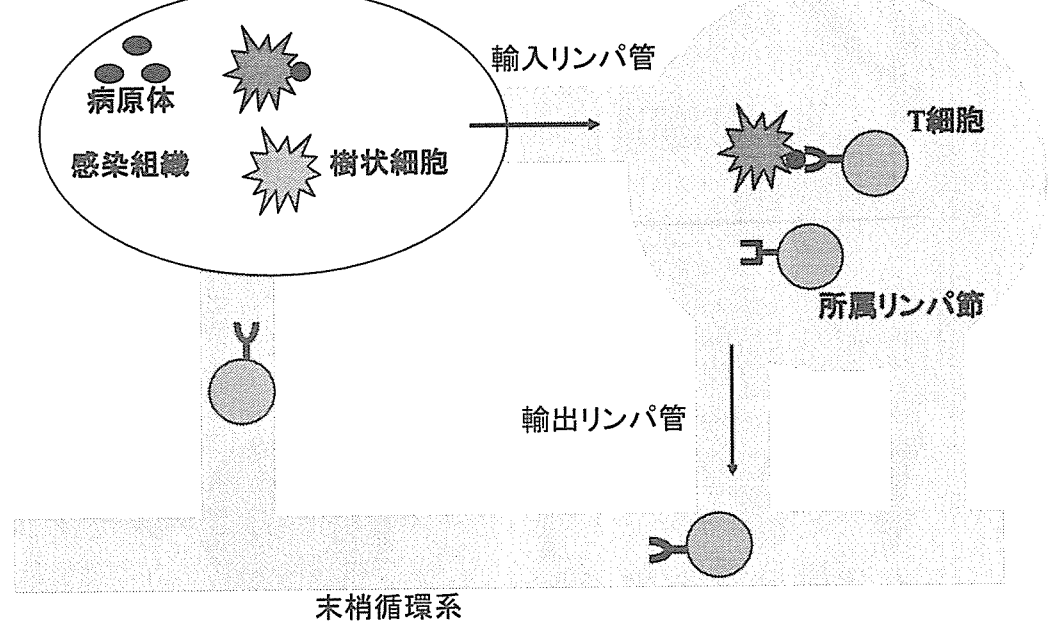 輸入リンパ管
病原体
T細胞
感染組織
樹状細胞
所属リンパ節
輸出リンパ管
末梢循環系